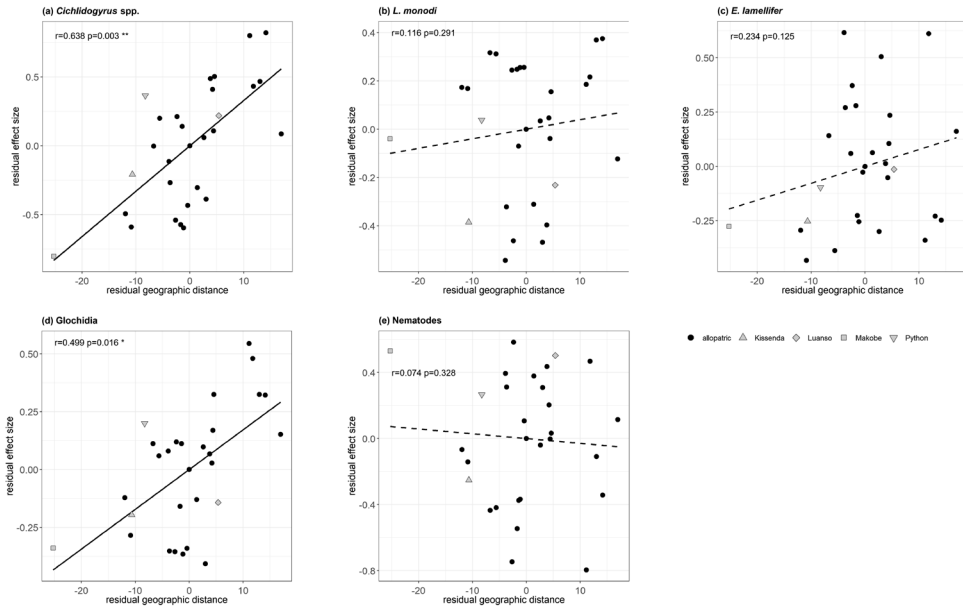 (a) Cichlidogyrus spp.
r=0.638 p=0.003 **
residual effect size
0.5
0.0
-0.5
-20
-10
0
10
residual geographic distance
(b) L. monodi
r=0.116 p=0.291
residual effect size
0.4
0.2
0.0
-0.2
-0.4
-20
-10
0
10
residual geographic distance
(c) E. lamellifer
r=0.234 p=0.125
residual effect size
0.50
0.25
0.00
-0.25
-20
-10
0
10
residual geographic distance
(d) Glochidia
r=0.499 p=0.016 *
residual effect size
0.50
0.25
0.00
-0.25
-20
-10
0
10
residual geographic distance
(e) Nematodes
r=0.074 p=0.328
residual effect size
0.4
0.0
-0.4
-0.8
-20
-10
0
10
residual geographic distance
allopatric Kissenda Luanso Makobe Python